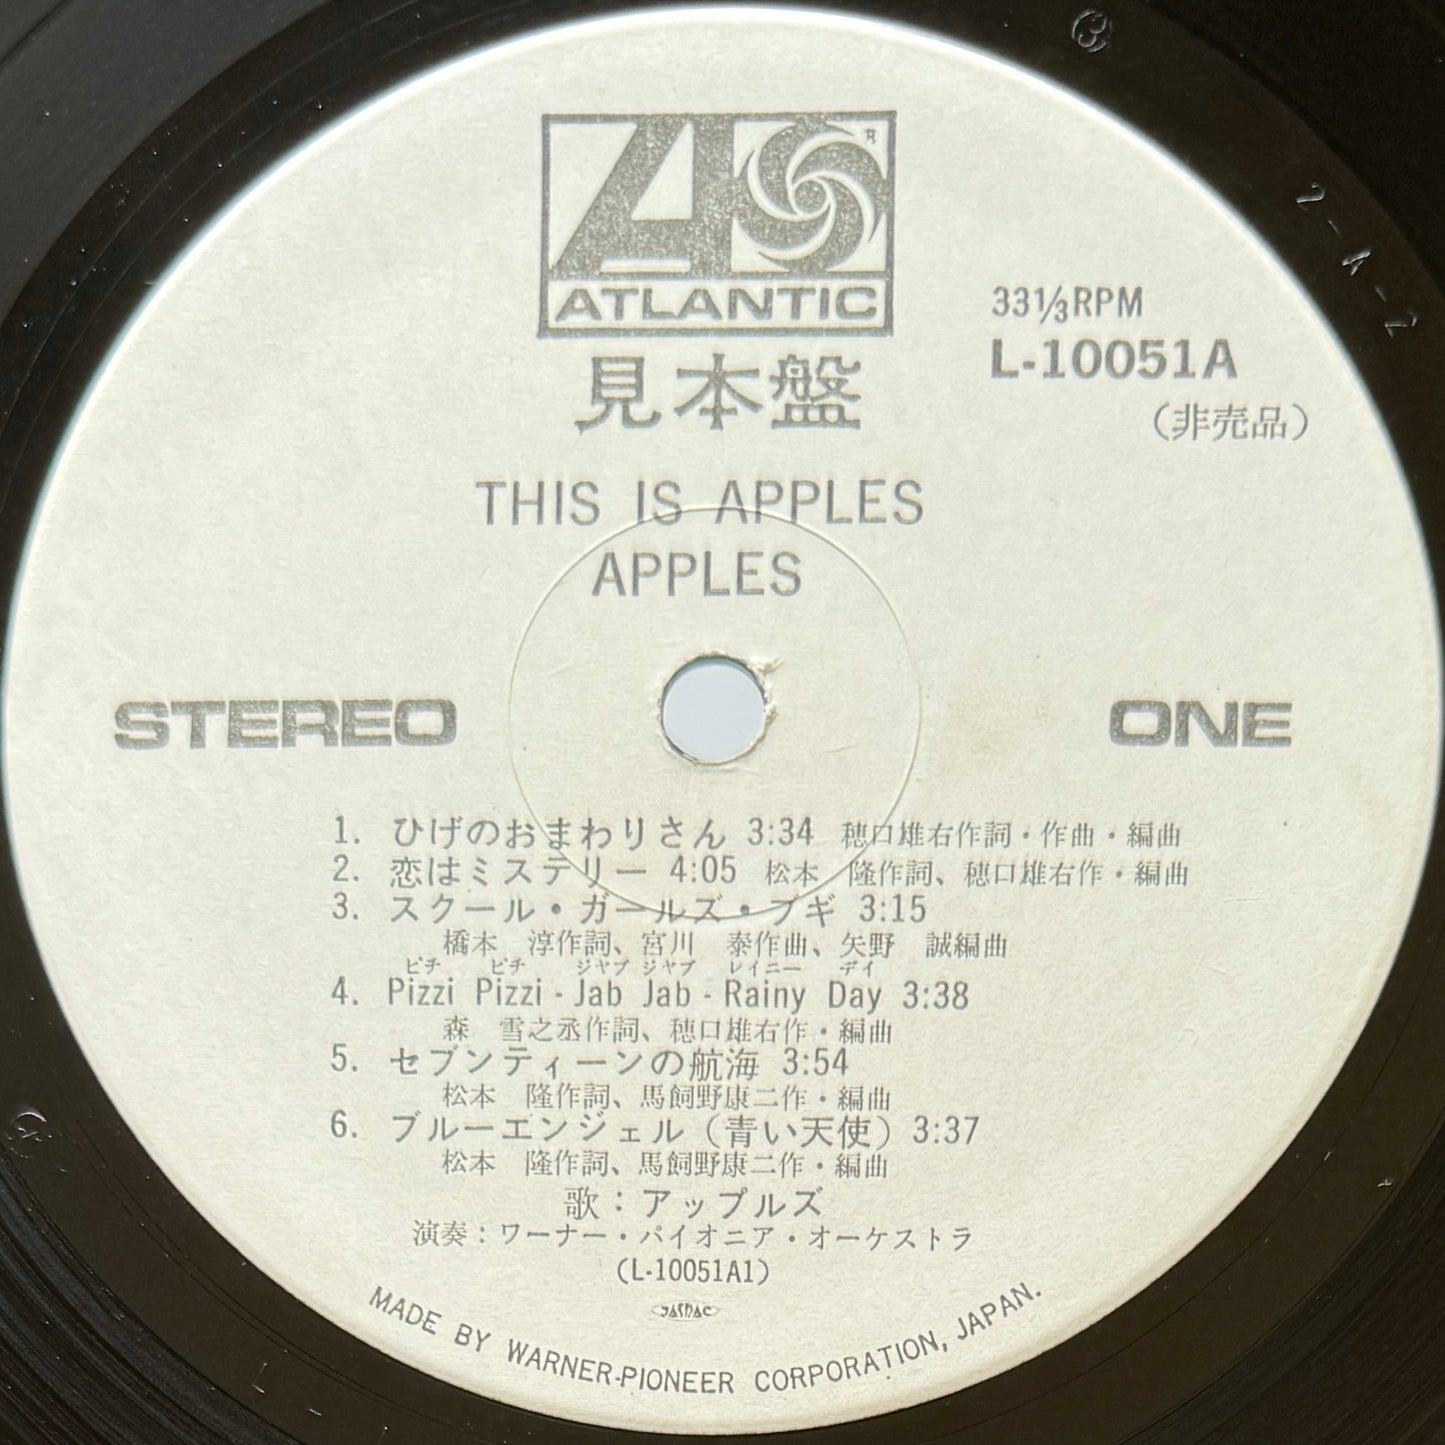 ATLANTIC
R
見本盤
33⅓RPM
L-10051A
（非売品）
THIS IS APPLES
APPLES
STEREO
ONE
1. ひげのおまわりさん 3:34 穂口雄右作詞・作曲・編曲
2. 恋はミステリー 4:05 松本 隆作詞、穂口雄右作・編曲
3. スクール・ガールズ・ブギ 3:15
橋本 淳作詞、宮川 泰作曲、矢野 誠編曲
ピチ ピチ ジャブ ジャブ レイニー デイ
4. Pizzi Pizzi - Jab Jab - Rainy Day 3:38
森 雪之丞作詞、穂口雄右作・編曲
5. セブンティーンの航海 3:54
松本 隆作詞、馬飼野康二作・編曲
6. ブルーエンジェル（青い天使）3:37
松本 隆作詞、馬飼野康二作・編曲
歌：アップルズ
演奏：ワーナー・パイオニア・オーケストラ
(L-10051A1)
JASRAC
MADE BY WARNER-PIONEER CORPORATION, JAPAN.
2-A-2